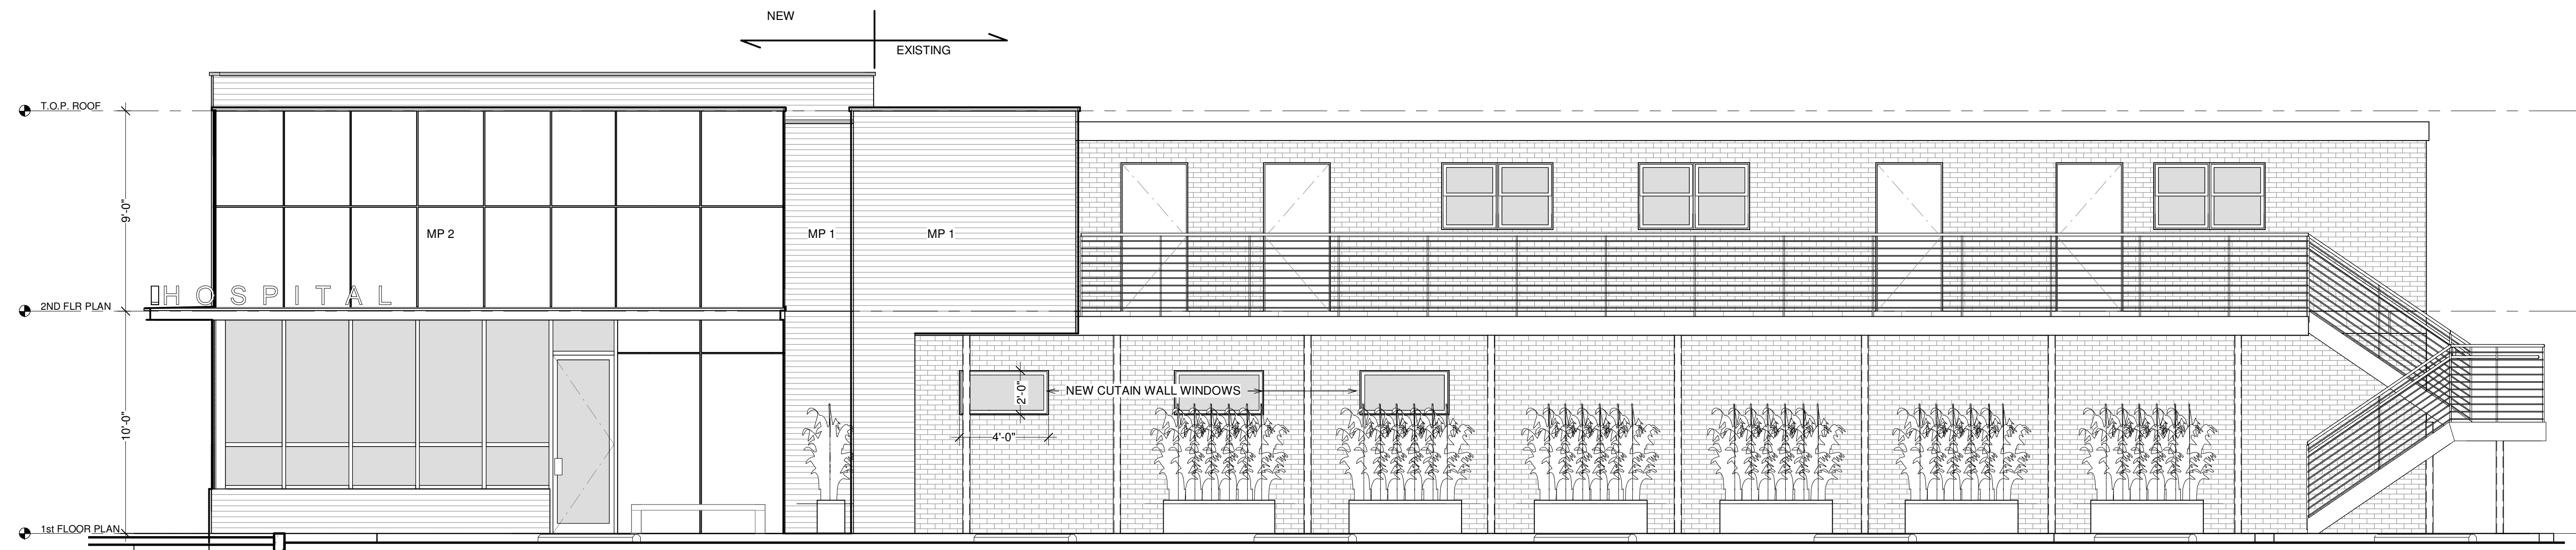 NEW
EXISTING
T.O.P. ROOF
9'-0"
MP 2
MP 1
MP 1
HOSPITAL
2ND FLR PLAN
10'-0"
2'-0"
NEW CUTAIN WALL WINDOWS
4'-0"
1st FLOOR PLAN